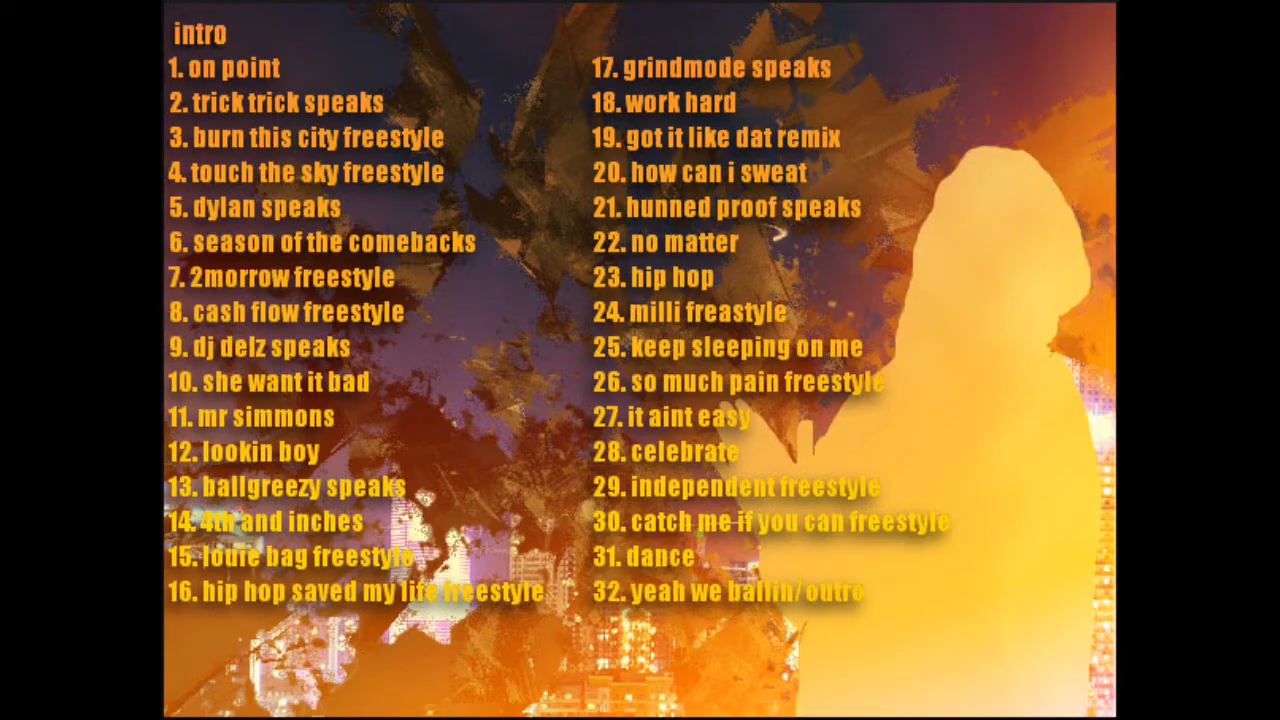 intro
1. on point
2. trick trick speaks
3. burn this city freestyle
4. touch the sky freestyle
5. dylan speaks
6. season of the comebacks
7. 2morrow freestyle
8. cash flow freestyle
9. dj delz speaks
10. she want it bad
11. mr simmons
12. lookin boy
13. ballgreezy speaks
14. 4th and inches
15. louie bag freestyle
16. hip hop saved my life freestyle
17. grindmode speaks
18. work hard
19. got it like dat remix
20. how can i sweat
21. hunned proof speaks
22. no matter
23. hip hop
24. milli freastyle
25. keep sleeping on me
26. so much pain freestyle
27. it aint easy
28. celebrate
29. independent freestyle
30. catch me if you can freestyle
31. dance
32. yeah we ballin/outro